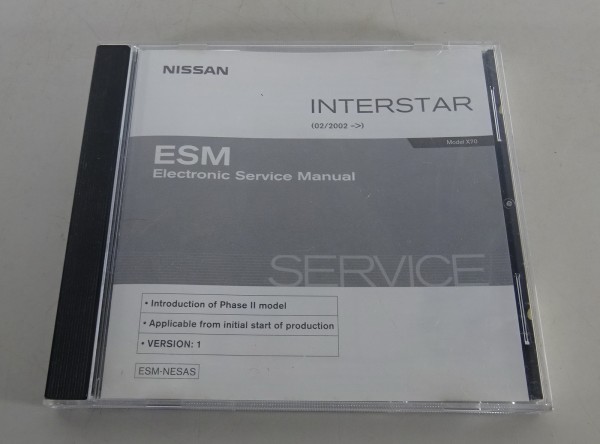 NISSAN
INTERSTAR
(02/2002 ->)
Model X70
ESM
Electronic Service Manual
SERVICE
• Introduction of Phase II model
• Applicable from initial start of production
• VERSION: 1
ESM-NESAS